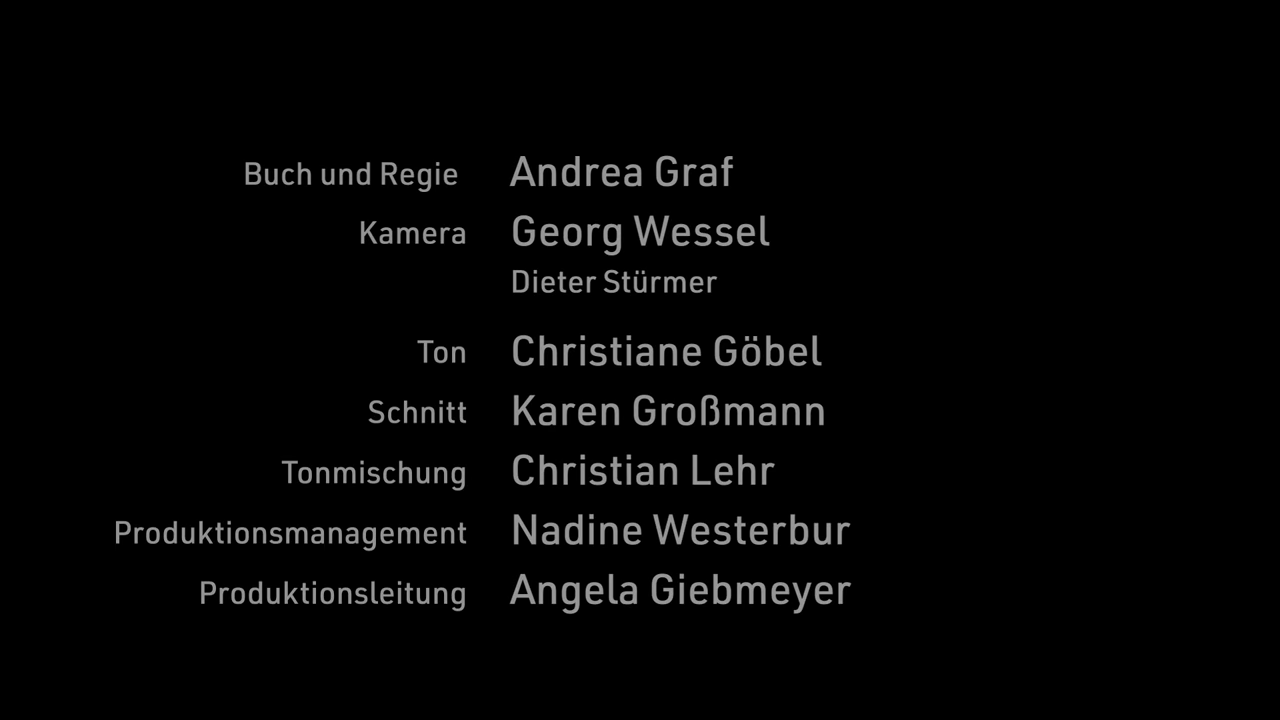 Buch und Regie Andrea Graf
Kamera Georg Wessel
Dieter Stürmer
Ton Christiane Göbel
Schnitt Karen Großmann
Tonmischung Christian Lehr
Produktionsmanagement Nadine Westerbur
Produktionsleitung Angela Giebmeyer